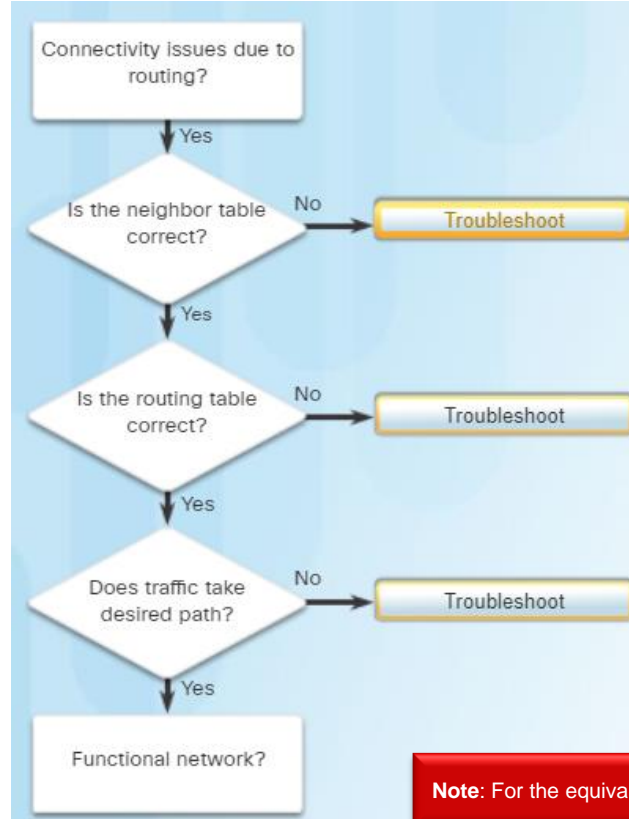 Connectivity issues due to
routing?
Yes
Is the neighbor table
correct?
No
Troubleshoot
Yes
Is the routing table
correct?
No
Troubleshoot
Yes
Does traffic take
desired path?
No
Troubleshoot
Yes
Functional network?
Note: For the